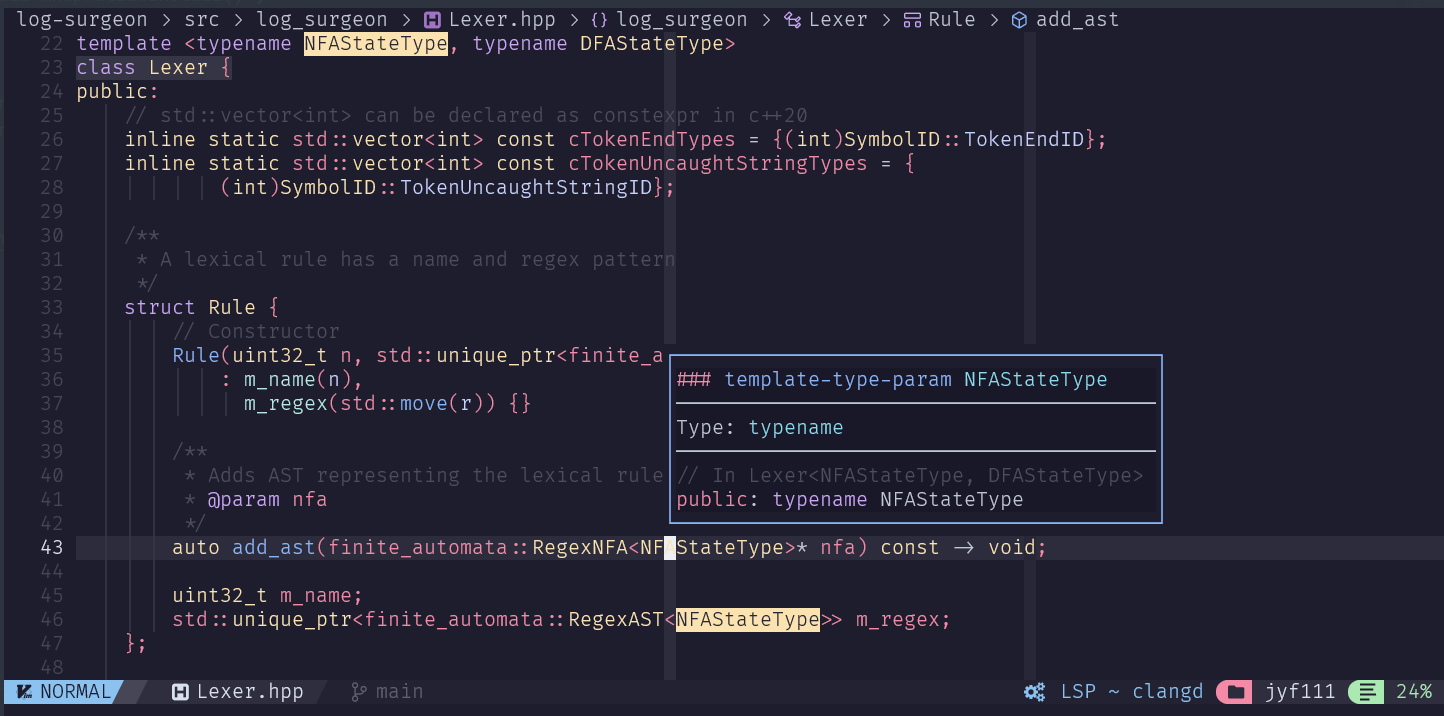 log-surgeon > src > log_surgeon > Lexer.hpp > {} log_surgeon > Lexer > Rule > add_ast
22 template <typename NFAStateType, typename DFAStateType>
23 class Lexer {
24 public:
25 // std::vector<int> can be declared as constexpr in c++20
26 inline static std::vector<int> const cTokenEndTypes = {(int)SymbolID::TokenEndID};
27 inline static std::vector<int> const cTokenUncaughtStringTypes = {
28 (int)SymbolID::TokenUncaughtStringID};
29
30 /**
31 * A lexical rule has a name and regex pattern
32 */
33 struct Rule {
34 // Constructor
35 Rule(uint32_t n, std::unique_ptr<finite_a
36 : m_name(n),
37 m_regex(std::move(r)) {}
38
39 /**
40 * Adds AST representing the lexical rule
41 * @param nfa
42 */
### template-type-param NFAStateType
Type: typename
// In Lexer<NFAStateType, DFAStateType>
public: typename NFAStateType
43 auto add_ast(finite_automata::RegexNFA<NFAStateType>* nfa) const -> void;
44
45 uint32_t m_name;
46 std::unique_ptr<finite_automata::RegexAST<NFAStateType>> m_regex;
47 };
48
NORMAL Lexer.hpp main LSP ~ clangd jyf111 24%